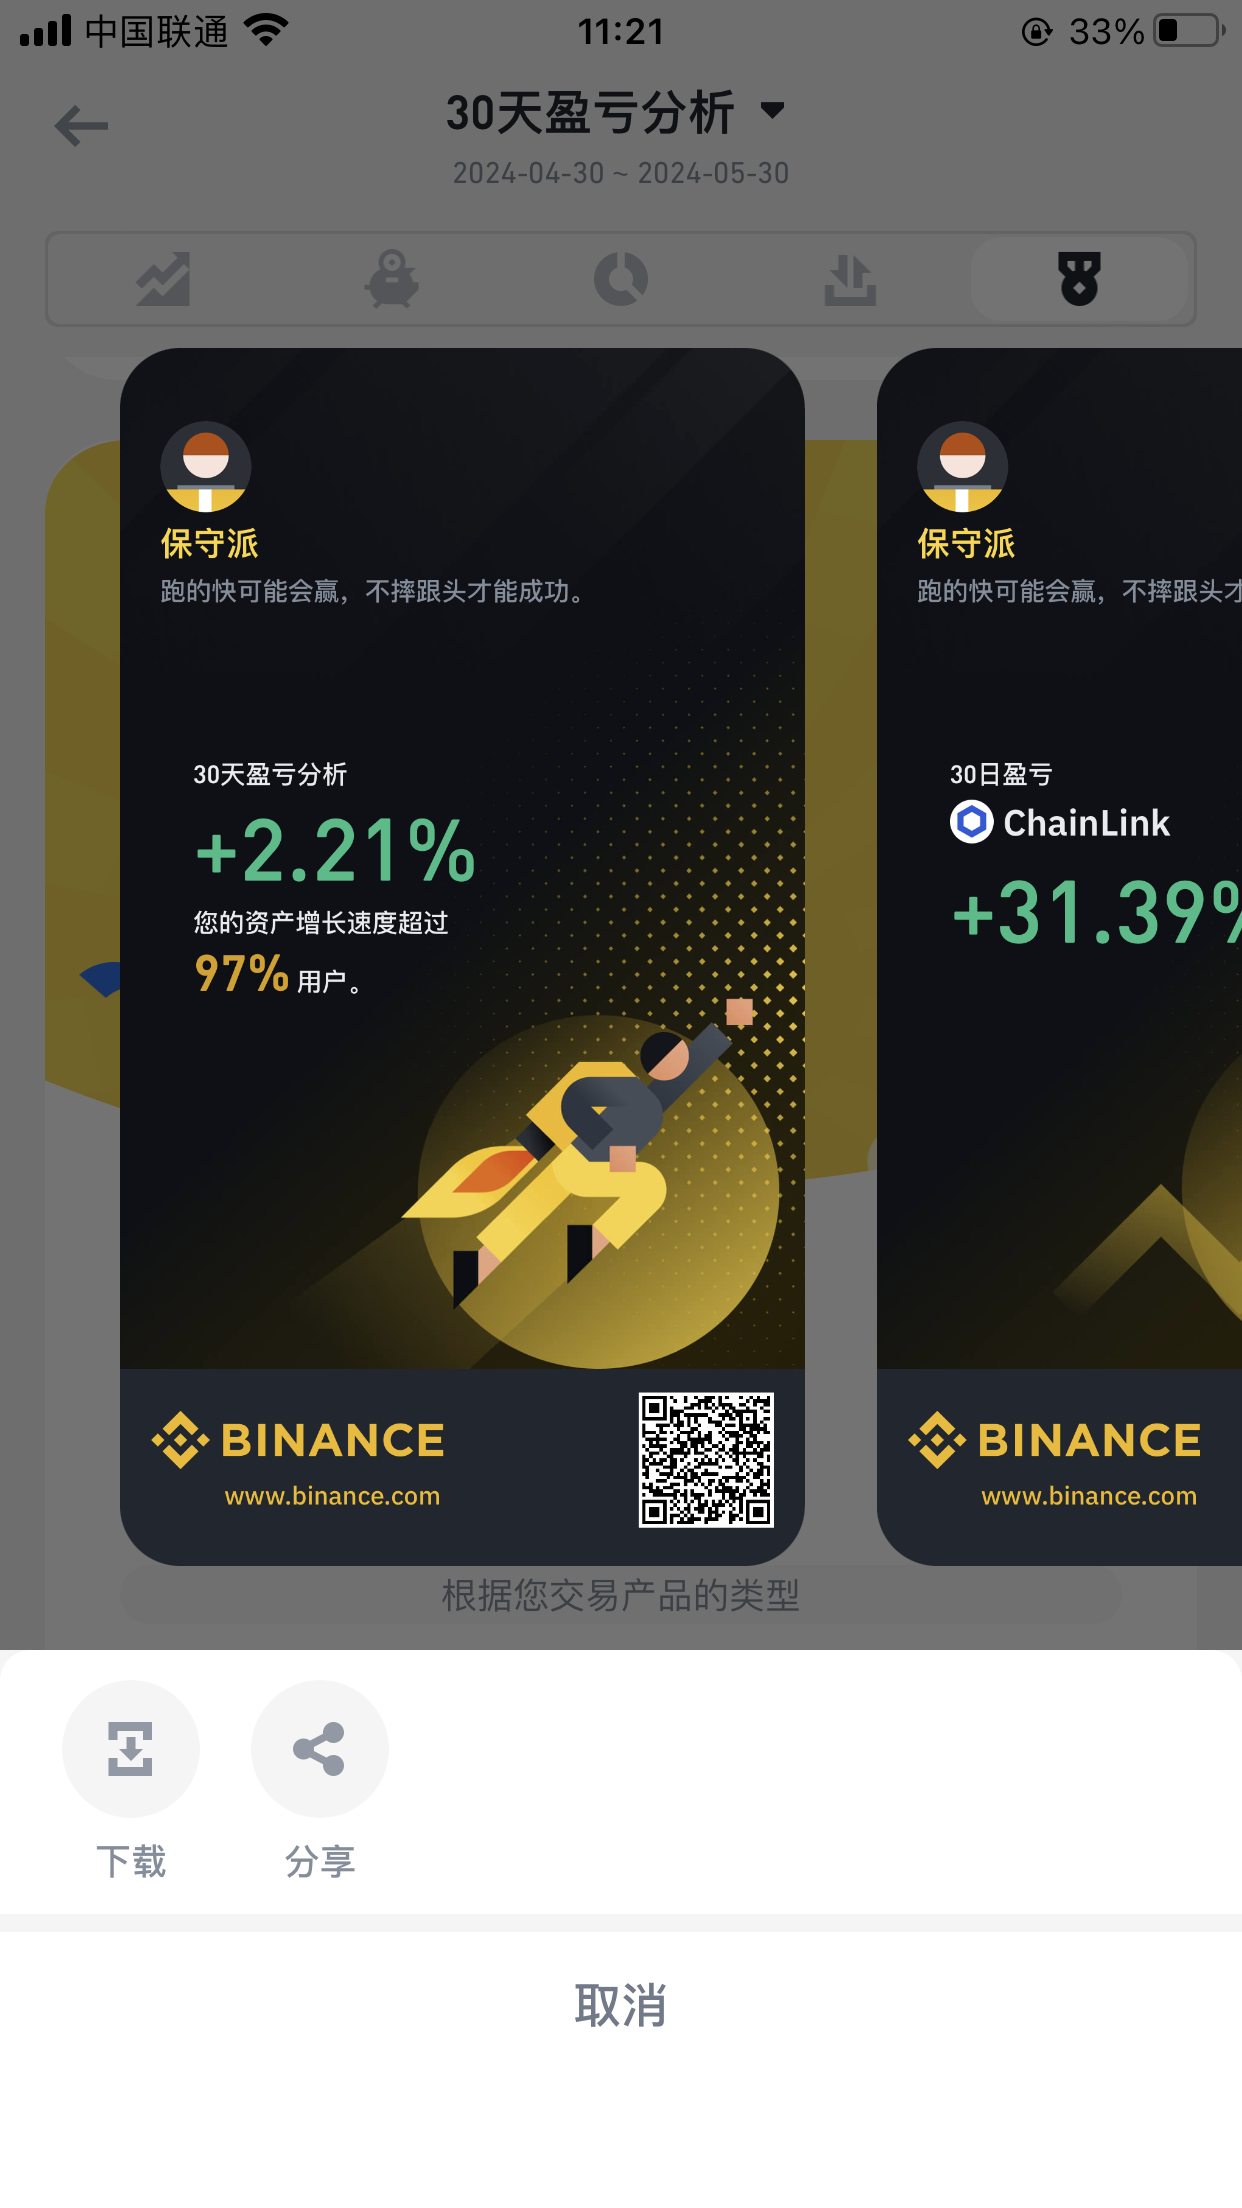 中国联通
11:21
33%
30天盈亏分析
2024-04-30 ~ 2024-05-30
保守派
跑的快可能会赢，不摔跟头才能成功。
30天盈亏分析
+2.21%
您的资产增长速度超过
97% 用户。
BINANCE
www.binance.com
保守派
跑的快可能会赢，不摔跟头才
30日盈亏
ChainLink
+31.39%
BINANCE
www.binance.com
根据您交易产品的类型
下载
分享
取消